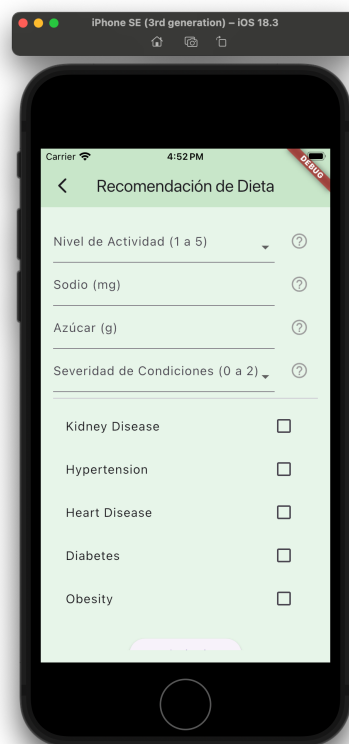 iPhone SE (3rd generation) – iOS 18.3
Carrier
4:52 PM
DEBUG
Recomendación de Dieta
Nivel de Actividad (1 a 5)
Sodio (mg)
Azúcar (g)
Severidad de Condiciones (0 a 2)
Kidney Disease
Hypertension
Heart Disease
Diabetes
Obesity